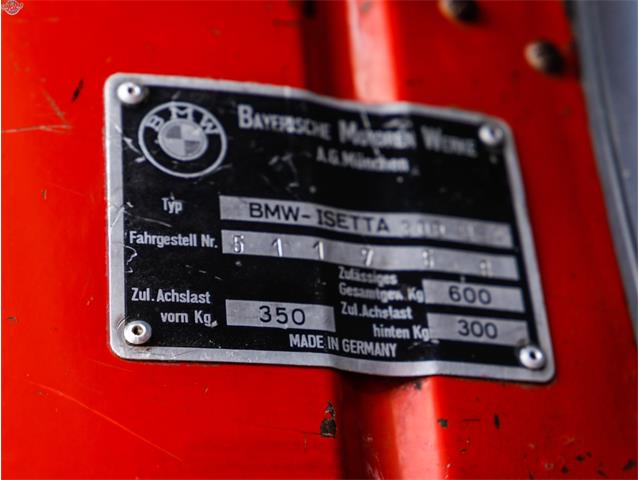 BMW
BAYERISCHE MOTOREN WERKE
A.G. München
Typ BMW-ISETTA
Fahrgestell Nr.
Zulässiges
Gesamtgew. Kg 600
Zul. Achslast
vorn Kg. 350
Zul. Achslast
hinten Kg. 300
MADE IN GERMANY